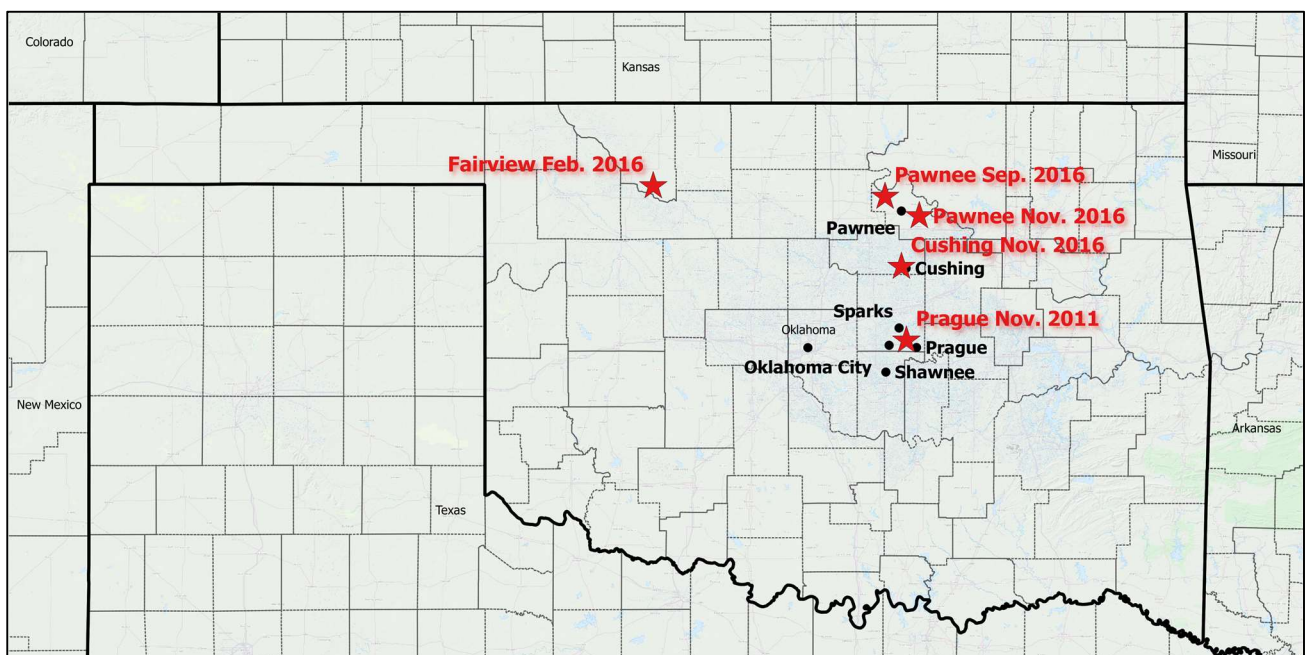 Colorado
Kansas
Missouri
Fairview Feb. 2016
Pawnee Sep. 2016
Pawnee Nov. 2016
Pawnee
Cushing Nov. 2016
Cushing
Sparks
Prague Nov. 2011
Oklahoma
Prague
Oklahoma City
Shawnee
New Mexico
Arkansas
Texas